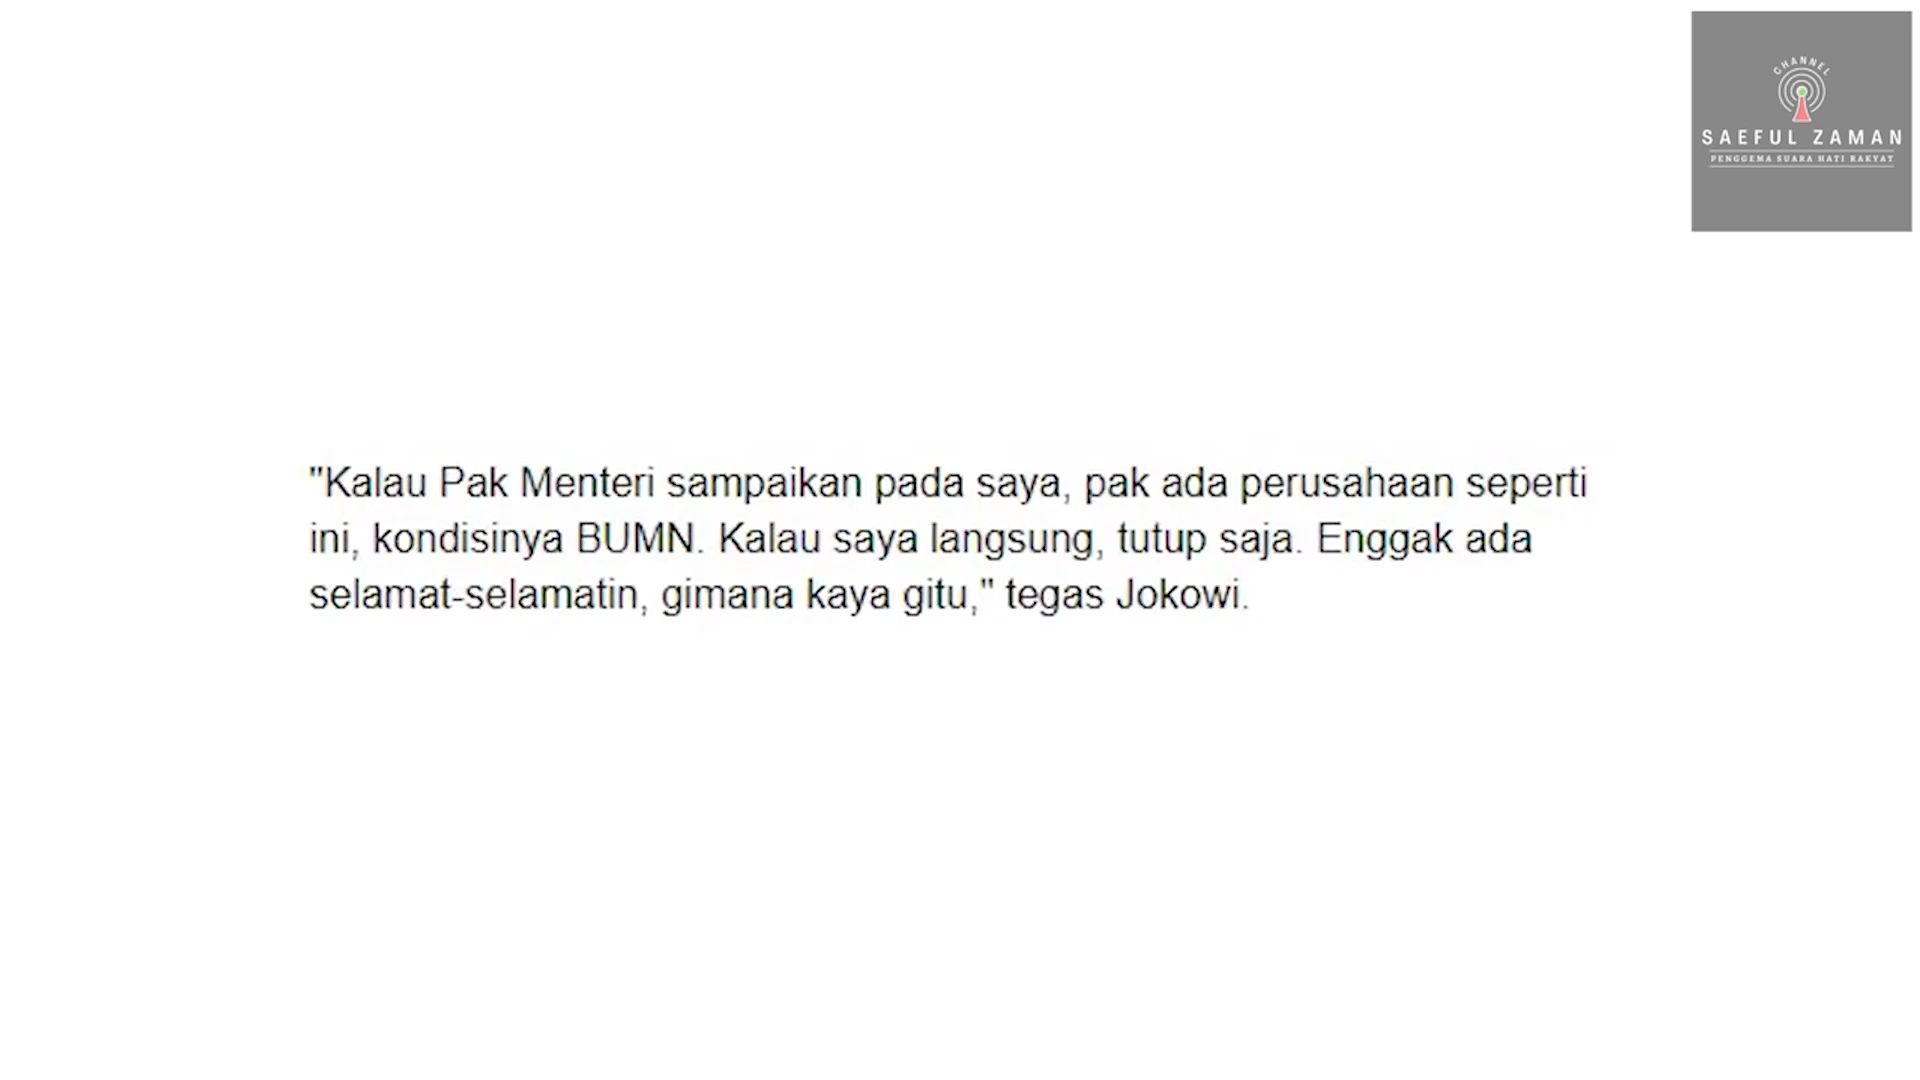 CHANNEL
SAEFUL ZAMAN
PENGGEMA SUARA HATI RAKYAT
"Kalau Pak Menteri sampaikan pada saya, pak ada perusahaan seperti
ini, kondisinya BUMN. Kalau saya langsung, tutup saja. Enggak ada
selamat-selamatin, gimana kaya gitu," tegas Jokowi.